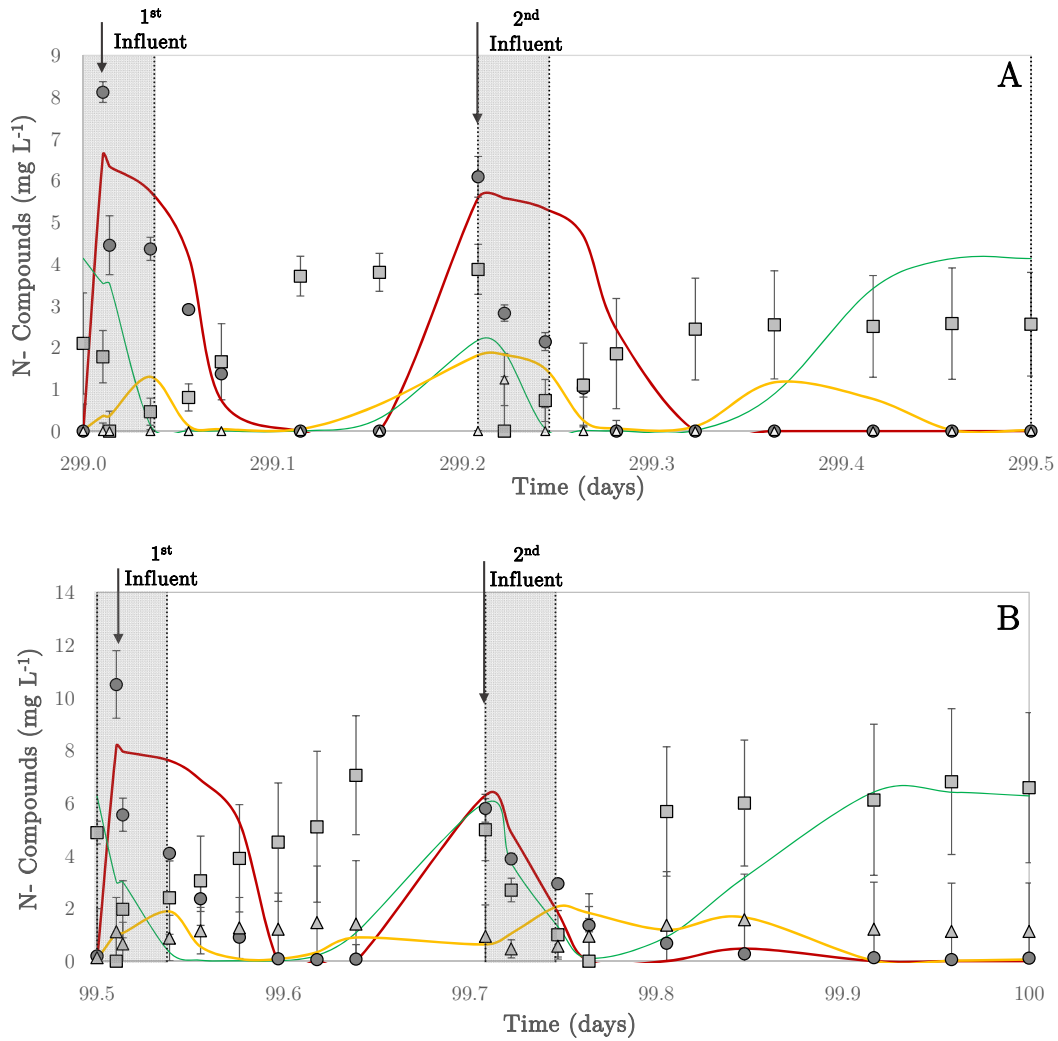 1st
Influent
2nd
Influent
A
N- Compounds (mg L-1)
9
8
7
6
5
4
3
2
1
0
299.0 299.1 299.2 299.3 299.4 299.5
Time (days)
1st
Influent
2nd
Influent
B
N- Compounds (mg L-1)
14
12
10
8
6
4
2
0
99.5 99.6 99.7 99.8 99.9 100
Time (days)